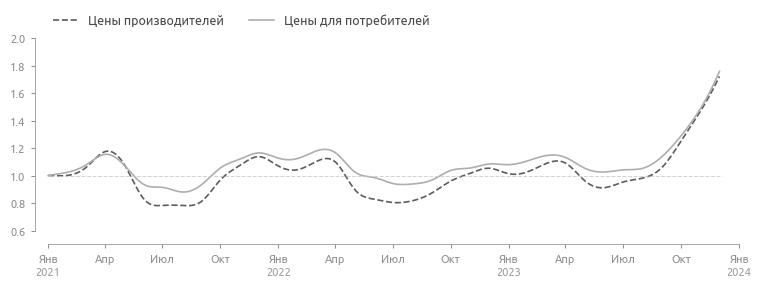 Цены производителей Цены для потребителей
2.0
1.8
1.6
1.4
1.2
1.0
0.8
0.6
Янв Апр Июл Окт Янв Апр Июл Окт Янв Апр Июл Окт Янв
2021 2022 2023 2024